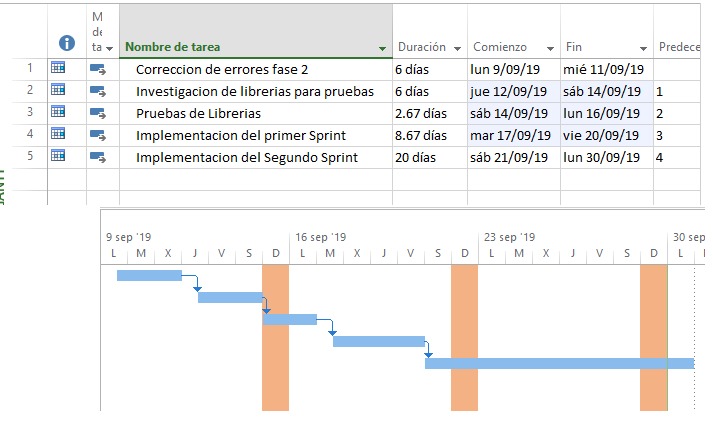 M
de
ta
Nombre de tarea Duración Comienzo Fin Predece
1 Correccion de errores fase 2 6 días lun 9/09/19 mié 11/09/19
2 Investigacion de librerias para pruebas 6 días jue 12/09/19 sáb 14/09/19 1
3 Pruebas de Librerias 2.67 días sáb 14/09/19 lun 16/09/19 2
4 Implementacion del primer Sprint 8.67 días mar 17/09/19 vie 20/09/19 3
5 Implementacion del Segundo Sprint 20 días sáb 21/09/19 lun 30/09/19 4
9 sep '19 16 sep '19 23 sep '19 30 sep
L M X J V S D L M X J V S D L M X J V S D L